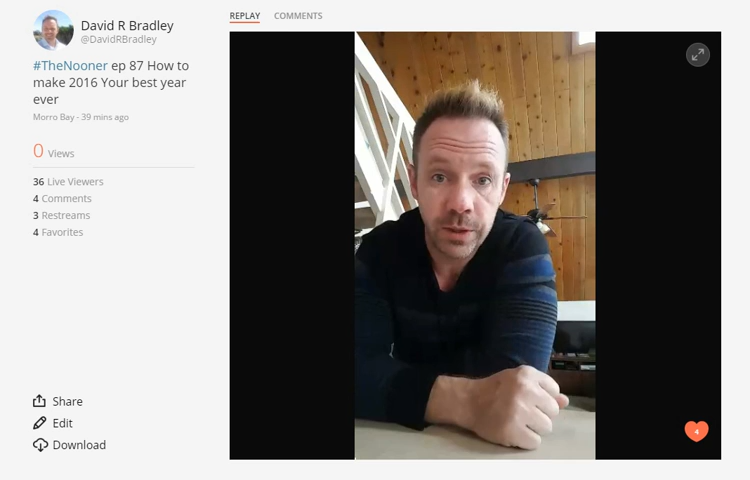 David R Bradley
@DavidRBradley
#TheNooner ep 87 How to
make 2016 Your best year
ever
Morro Bay - 39 mins ago
0 Views
36 Live Viewers
4 Comments
3 Restreams
4 Favorites
Share
Edit
Download
REPLAY COMMENTS
4